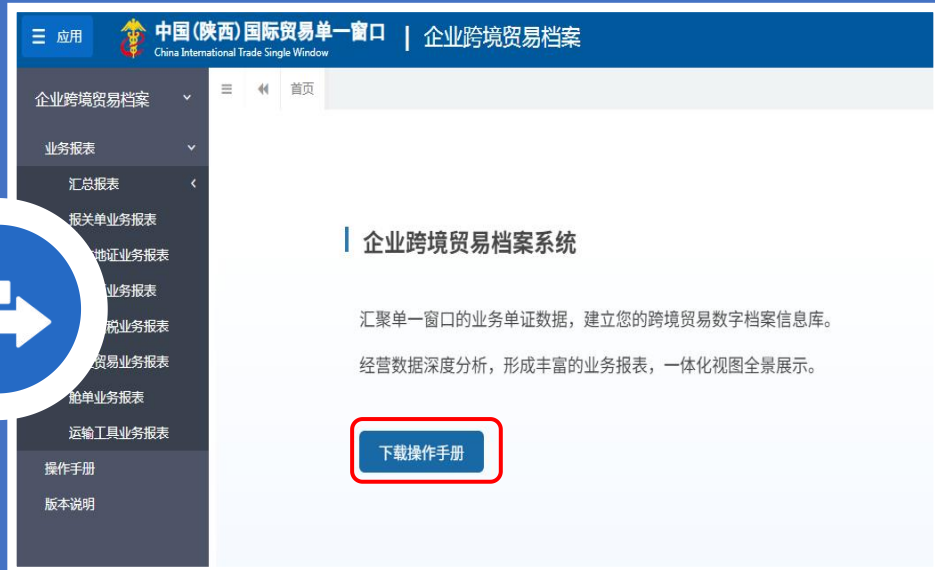 应用
中国(陕西)国际贸易单一窗口 | 企业跨境贸易档案
China International Trade Single Window
企业跨境贸易档案
首页
业务报表
汇总报表
报关单业务报表
地证业务报表
业务报表
税业务报表
贸易业务报表
舱单业务报表
运输工具业务报表
操作手册
版本说明
企业跨境贸易档案系统
汇聚单一窗口的业务单证数据，建立您的跨境贸易数字档案信息库。
经营数据深度分析，形成丰富的业务报表，一体化视图全景展示。
下载操作手册